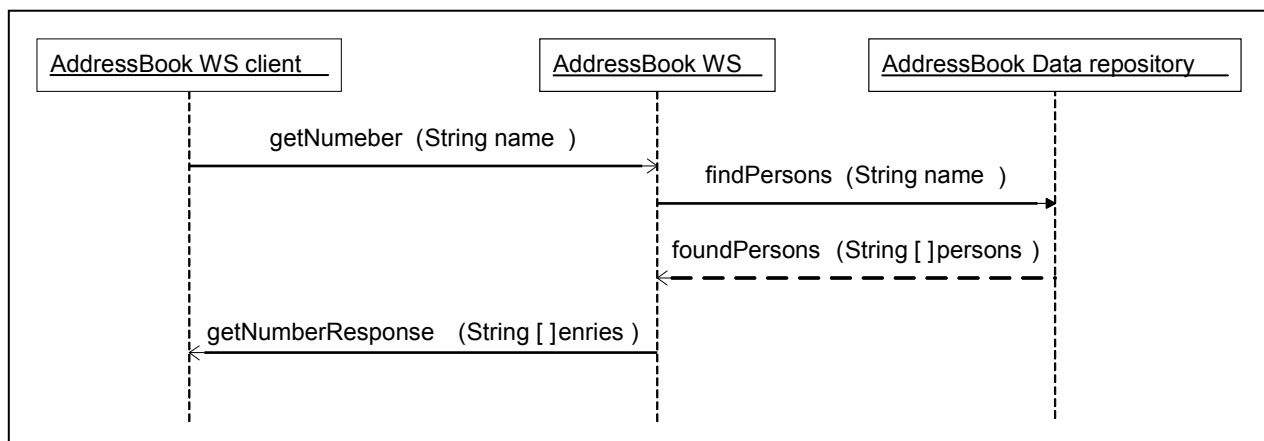 AddressBook WS client
AddressBook WS
AddressBook Data repository
getNumeber (String name )
findPersons (String name )
foundPersons (String [ ]persons )
getNumberResponse (String [ ]enries )